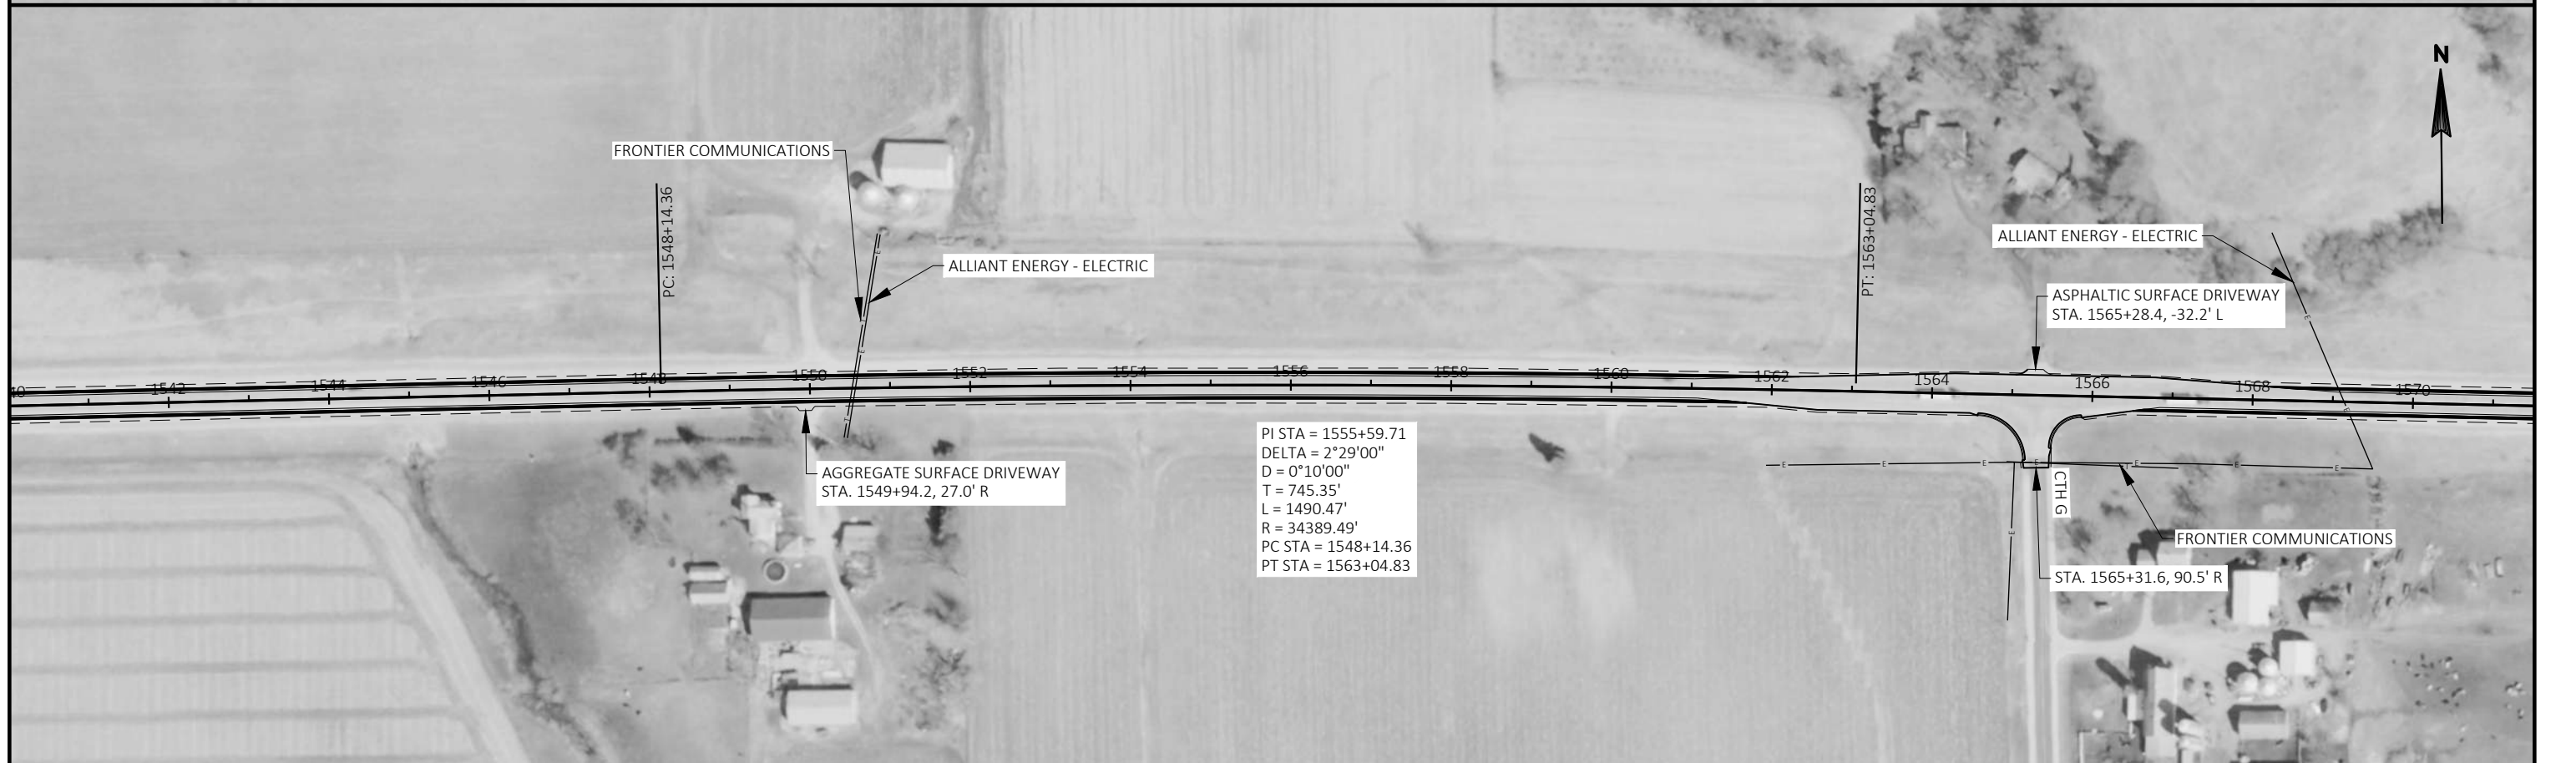 N
FRONTIER COMMUNICATIONS
PC: 1548+14.36
ALLIANT ENERGY - ELECTRIC
PT: 1563+04.83
ALLIANT ENERGY - ELECTRIC
ASPHALTIC SURFACE DRIVEWAY
STA. 1565+28.4, -32.2' L
1542
1544
1546
1548
1550
1552
1554
1556
1558
1560
1562
1564
1566
1568
1570
AGGREGATE SURFACE DRIVEWAY
STA. 1549+94.2, 27.0' R
PI STA = 1555+59.71
DELTA = 2°29'00"
D = 0°10'00"
T = 745.35'
L = 1490.47'
R = 34389.49'
PC STA = 1548+14.36
PT STA = 1563+04.83
CTH G
FRONTIER COMMUNICATIONS
STA. 1565+31.6, 90.5' R
E
E
E
E
E
E
E
E
E
E
E
E
E
E